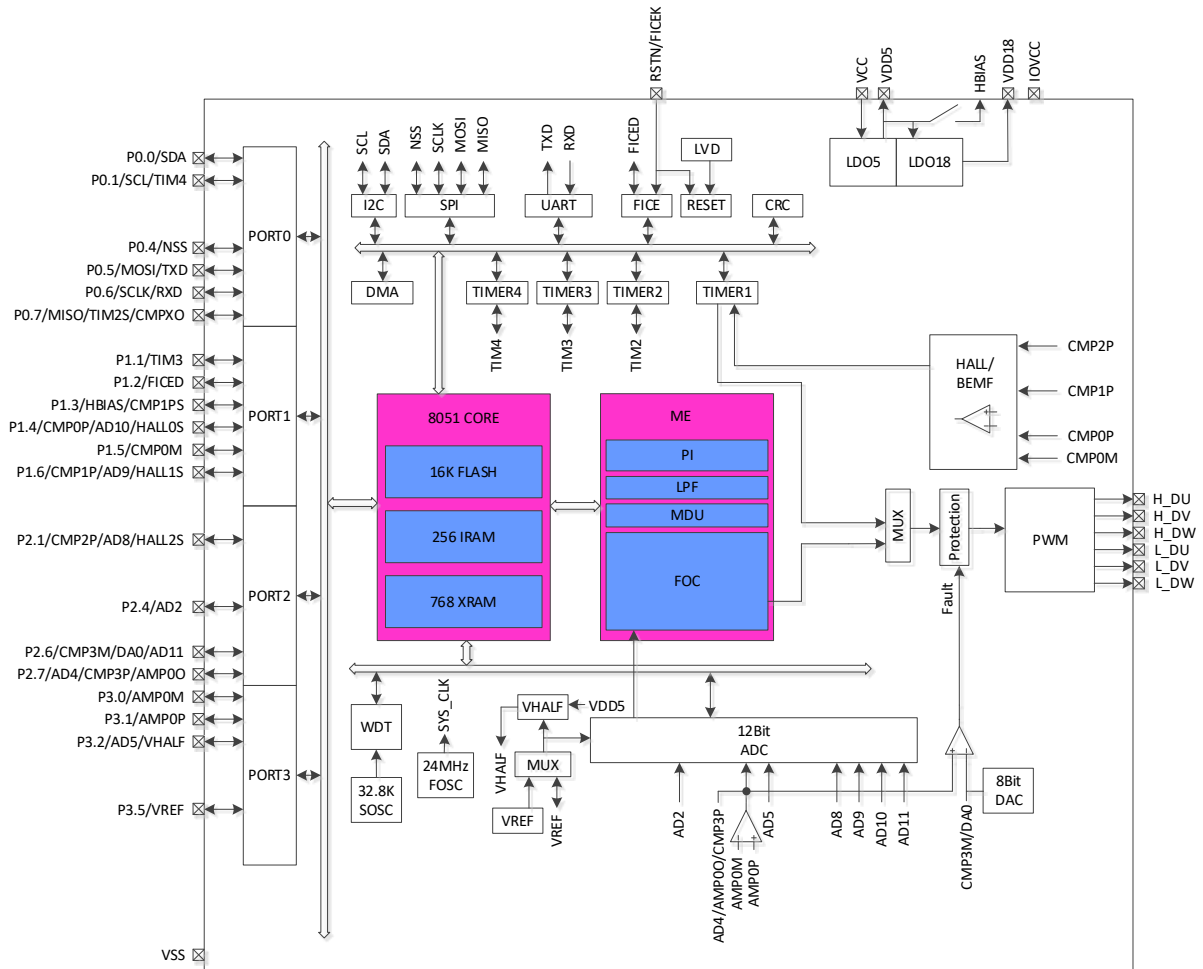 RSTN/FICEK
VCC
VDD5
HBIAS
VDD18
IOVCC
P0.0/SDA
P0.1/SCL/TIM4
P0.4/NSS
P0.5/MOSI/TXD
P0.6/SCLK/RXD
P0.7/MISO/TIM2S/CMPXO
P1.1/TIM3
P1.2/FICED
P1.3/HBIAS/CMP1PS
P1.4/CMP0P/AD10/HALL0S
P1.5/CMP0M
P1.6/CMP1P/AD9/HALL1S
P2.1/CMP2P/AD8/HALL2S
P2.4/AD2
P2.6/CMP3M/DA0/AD11
P2.7/AD4/CMP3P/AMP0O
P3.0/AMP0M
P3.1/AMP0P
P3.2/AD5/VHALF
P3.5/VREF
VSS
PORT0
PORT1
PORT2
PORT3
SCL
SDA
NSS
SCLK
MOSI
MISO
TXD
RXD
FICED
LVD
LDO5
LDO18
I2C
SPI
UART
FICE
RESET
CRC
DMA
TIMER4
TIMER3
TIMER2
TIMER1
TIM4
TIM3
TIM2
HALL/
BEMF
CMP2P
CMP1P
CMP0P
CMP0M
8051 CORE
16K FLASH
256 IRAM
768 XRAM
ME
PI
LPF
MDU
FOC
MUX
Protection
Fault
PWM
H_DU
H_DV
H_DW
L_DU
L_DV
L_DW
WDT
32.8K
SOSC
SYS_CLK
24MHz
FOSC
VHALF
VDD5
VHALF
MUX
VREF
VREF
12Bit
ADC
AD2
AD4/AMP0O/CMP3P
AMP0M
AMP0P
AD5
AD8
AD9
AD10
AD11
CMP3M/DA0
8Bit
DAC